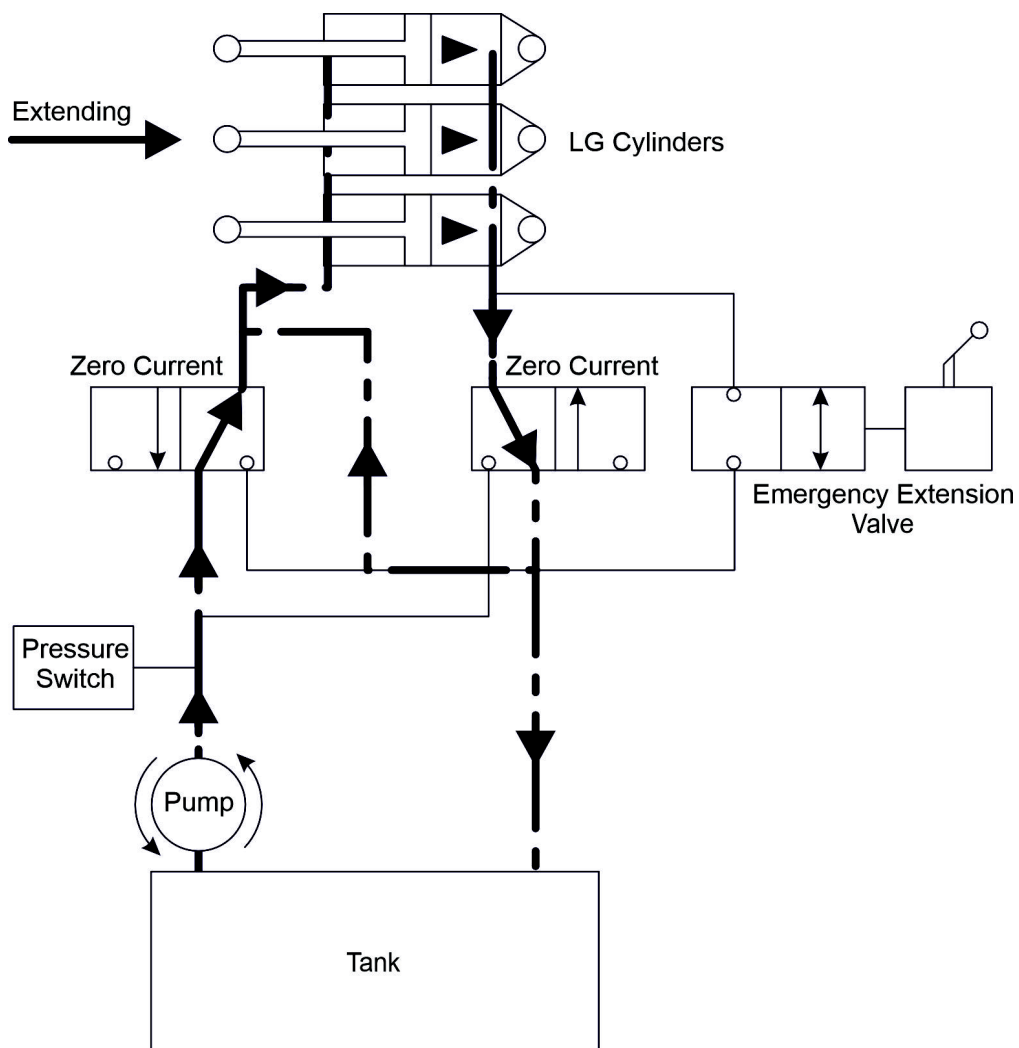 Extending
LG Cylinders
Zero Current
Zero Current
Emergency Extension
Valve
Pressure
Switch
Pump
Tank